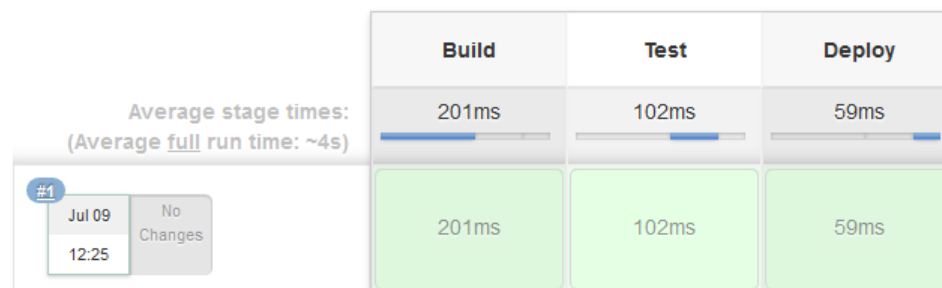 Build Test Deploy
Average stage times: 201ms 102ms 59ms
(Average full run time: ~4s)
#1
Jul 09 No
Changes
12:25
201ms 102ms 59ms